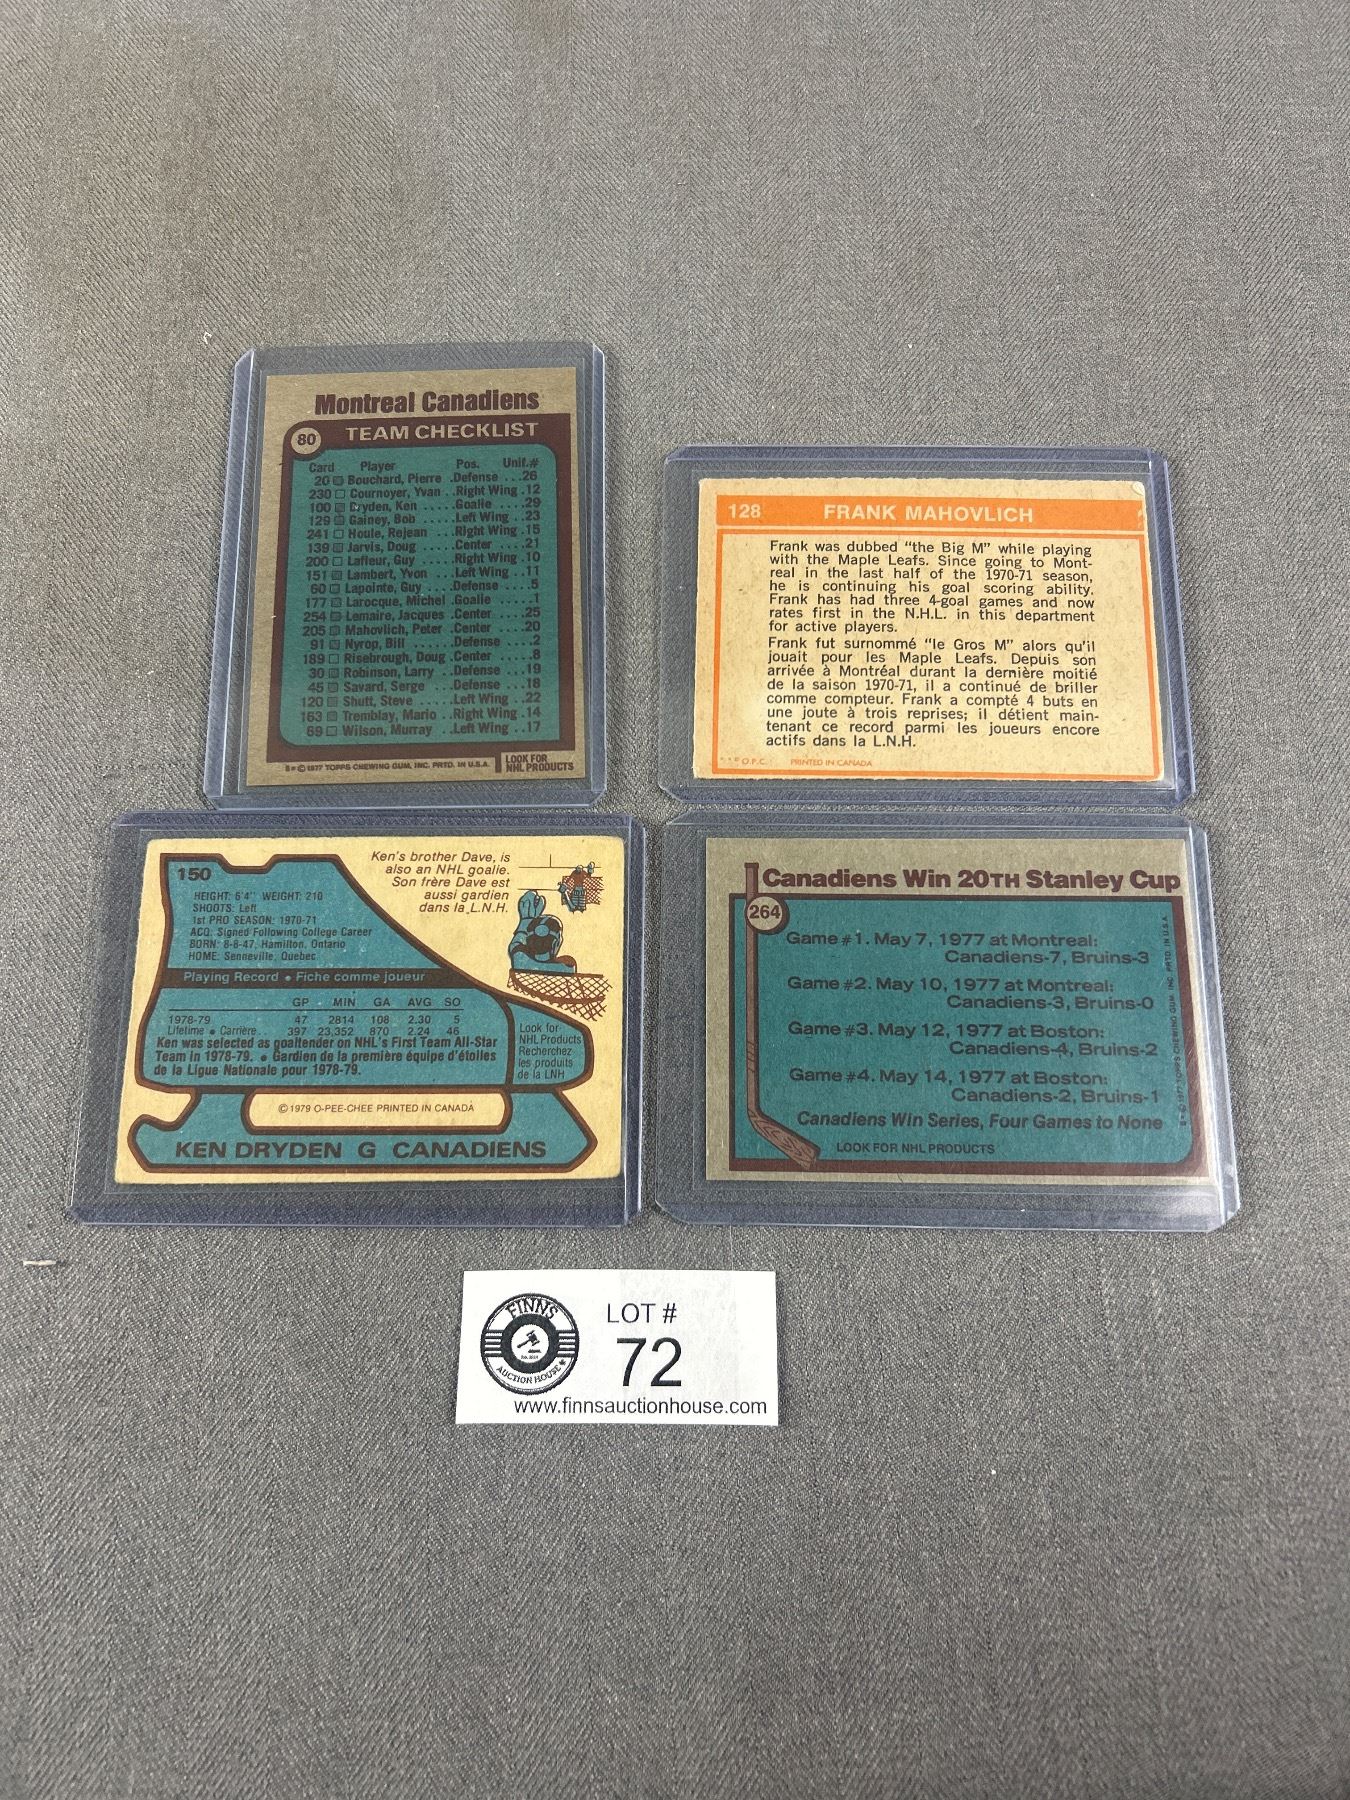 Montreal Canadiens
80 TEAM CHECKLIST
Card Player Pos. Unif.#
20 Bouchard, Pierre .Defense ...26
230 Cournoyer, Yvan ..Right Wing .12
100 Dryden, Ken .....Goalie ....29
129 Gainey, Bob .....Left Wing ..23
241 Houle, Rejean ...Right Wing .15
139 Jarvis, Doug .....Center ....21
200 Lafleur, Guy .....Right Wing .10
151 Lambert, Yvon ...Left Wing ..11
60 Lapointe, Guy ....Defense ....5
177 Larocque, Michel .Goalie .....1
254 Lemaire, Jacques .Center ....25
205 Mahovlich, Peter .Center ....20
91 Nyrop, Bill ......Defense ....2
189 Risebrough, Doug .Center .....8
30 Robinson, Larry ..Defense ...19
45 Savard, Serge ...Defense ...18
120 Shutt, Steve .....Left Wing ..22
163 Tremblay, Mario ..Right Wing .14
69 Wilson, Murray ..Left Wing ..17
© 1977 TOPPS CHEWING GUM, INC. PRTD. IN U.S.A.
LOOK FOR
NHL PRODUCTS
128 FRANK MAHOVLICH
Frank was dubbed "the Big M" while playing
with the Maple Leafs. Since going to Mont-
real in the last half of the 1970-71 season,
he is continuing his goal scoring ability.
Frank has had three 4-goal games and now
rates first in the N.H.L. in this department
for active players.
Frank fut surnommé "le Gros M" alors qu'il
jouait pour les Maple Leafs. Depuis son
arrivée à Montréal durant la dernière moitié
de la saison 1970-71, il a continué de briller
comme compteur. Frank a compté 4 buts en
une joute à trois reprises; il détient main-
tenant ce record parmi les joueurs encore
actifs dans la L.N.H.
O.P.C. PRINTED IN CANADA
150
HEIGHT: 6'4" WEIGHT: 210
SHOOTS: Left
1st PRO SEASON: 1970-71
ACQ: Signed Following College Career
BORN: 8-8-47, Hamilton, Ontario
HOME: Senneville, Quebec
Ken's brother Dave, is
also an NHL goalie.
Son frère Dave est
aussi gardien
dans la L.N.H.
Playing Record • Fiche comme joueur
GP MIN GA AVG SO
1978-79 47 2814 108 2.30 5
Lifetime • Carrière.. 397 23,352 870 2.24 46
Ken was selected as goaltender on NHL's First Team All-Star
Team in 1978-79. • Gardien de la première équipe d'étoiles
de la Ligue Nationale pour 1978-79.
Look for
NHL Products
Recherchez
les produits
de la LNH
© 1979 O-PEE-CHEE PRINTED IN CANADA
KEN DRYDEN G CANADIENS
Canadiens Win 20TH Stanley Cup
264
Game #1. May 7, 1977 at Montreal:
Canadiens-7, Bruins-3
Game #2. May 10, 1977 at Montreal:
Canadiens-3, Bruins-0
Game #3. May 12, 1977 at Boston:
Canadiens-4, Bruins-2
Game #4. May 14, 1977 at Boston:
Canadiens-2, Bruins-1
Canadiens Win Series, Four Games to None
LOOK FOR NHL PRODUCTS
© 1977 TOPPS CHEWING GUM, INC. PRTD. IN U.S.A.
FINNS
AUCTION HOUSE
LOT #
72
www.finnsauctionhouse.com